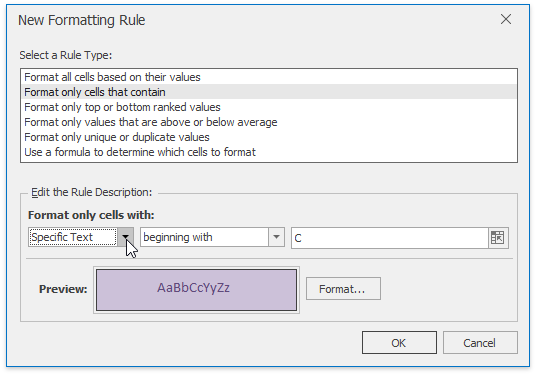 New Formatting Rule
Select a Rule Type:
Format all cells based on their values
Format only cells that contain
Format only top or bottom ranked values
Format only values that are above or below average
Format only unique or duplicate values
Use a formula to determine which cells to format
Edit the Rule Description:
Format only cells with:
Specific Text beginning with C
Preview: AaBbCcYyZz Format...
OK Cancel